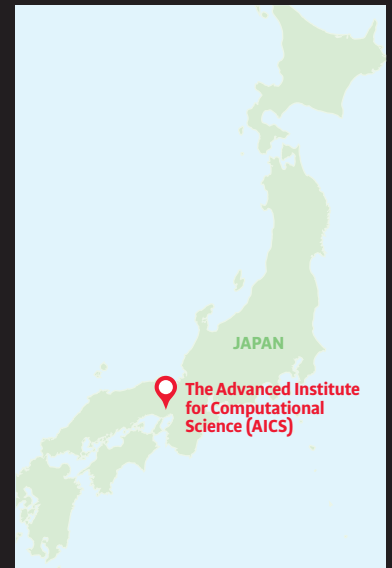 JAPAN
The Advanced Institute
for Computational
Science (AICS)